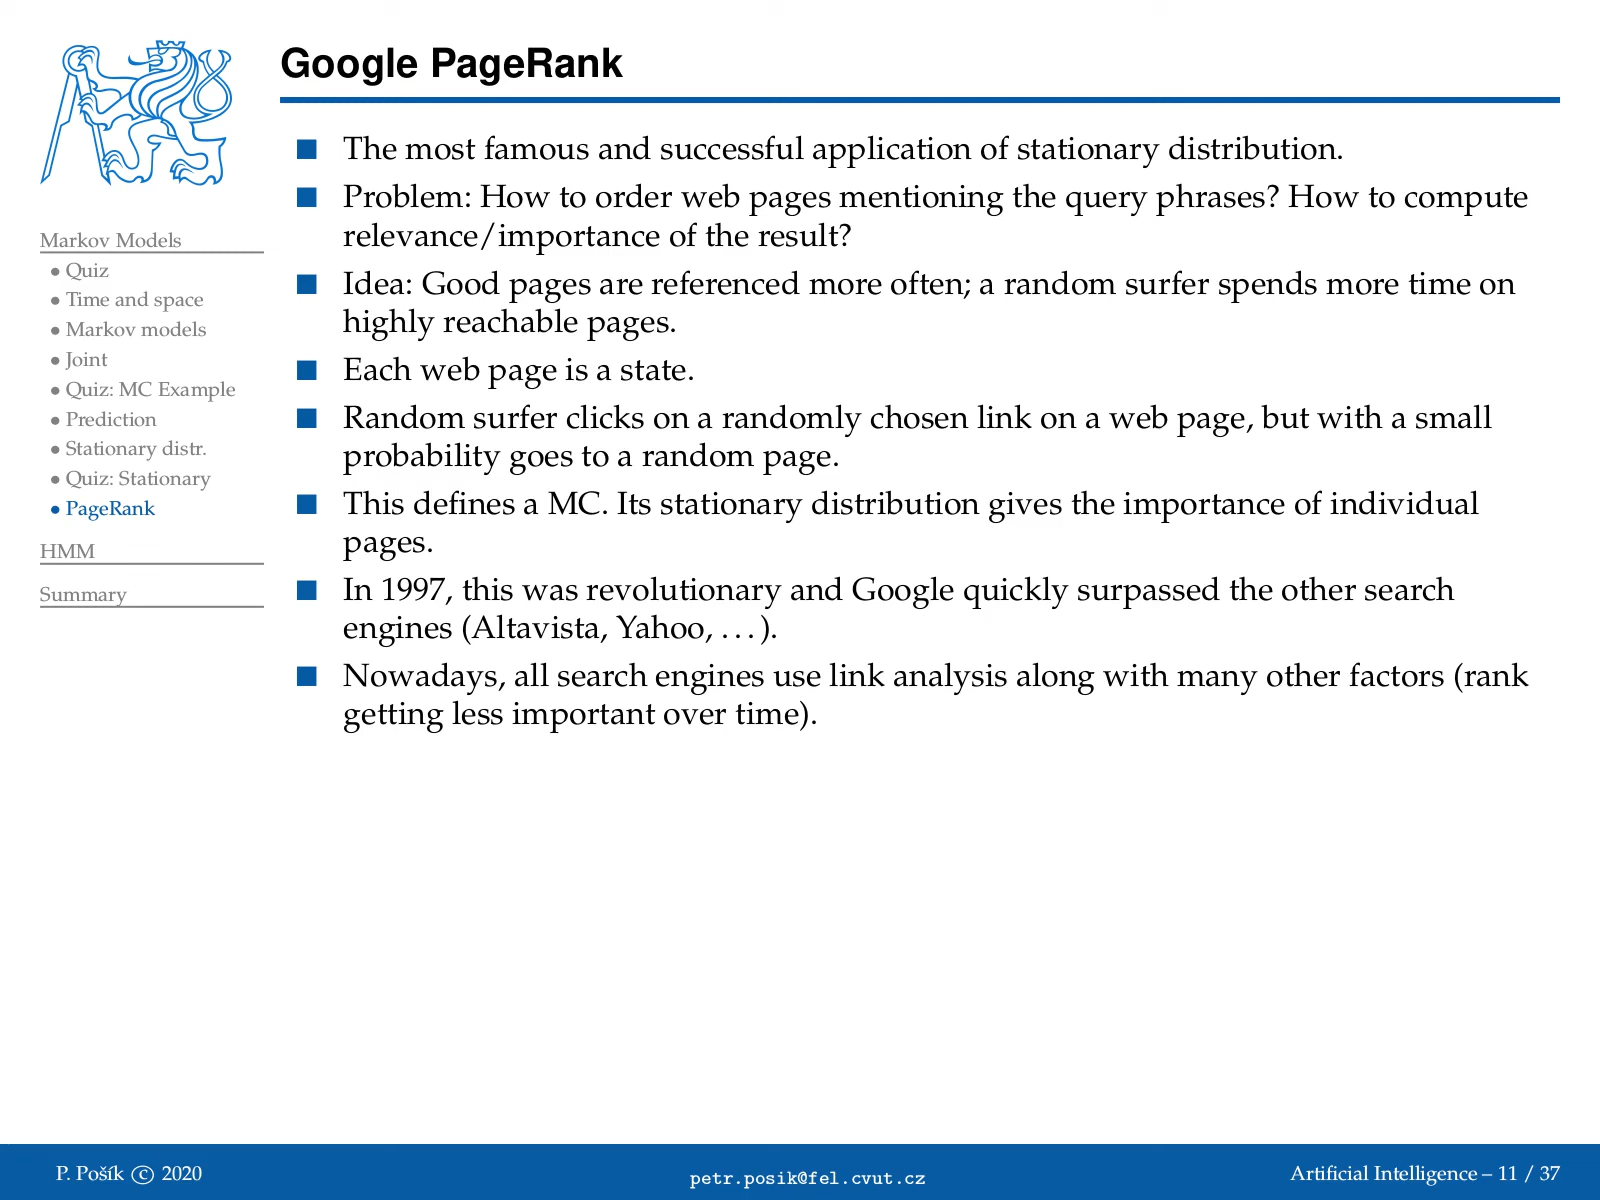 Google PageRank
Markov Models
• Quiz
• Time and space
• Markov models
• Joint
• Quiz: MC Example
• Prediction
• Stationary distr.
• Quiz: Stationary
• PageRank
HMM
Summary
■ The most famous and successful application of stationary distribution.
■ Problem: How to order web pages mentioning the query phrases? How to compute
relevance/importance of the result?
■ Idea: Good pages are referenced more often; a random surfer spends more time on
highly reachable pages.
■ Each web page is a state.
■ Random surfer clicks on a randomly chosen link on a web page, but with a small
probability goes to a random page.
■ This defines a MC. Its stationary distribution gives the importance of individual
pages.
■ In 1997, this was revolutionary and Google quickly surpassed the other search
engines (Altavista, Yahoo, . . . ).
■ Nowadays, all search engines use link analysis along with many other factors (rank
getting less important over time).
P. Pošík © 2020
petr.posik@fel.cvut.cz
Artificial Intelligence – 11 / 37